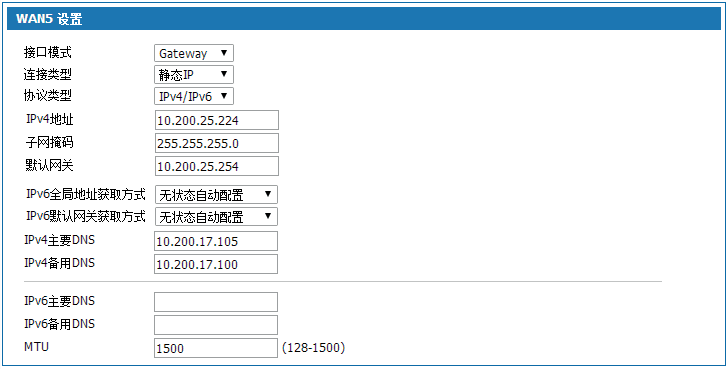 WAN5 设置
接口模式 Gateway
连接类型 静态IP
协议类型 IPv4/IPv6
IPv4地址 10.200.25.224
子网掩码 255.255.255.0
默认网关 10.200.25.254
IPv6全局地址获取方式 无状态自动配置
IPv6默认网关获取方式 无状态自动配置
IPv4主要DNS 10.200.17.105
IPv4备用DNS 10.200.17.100
IPv6主要DNS
IPv6备用DNS
MTU 1500 (128-1500)